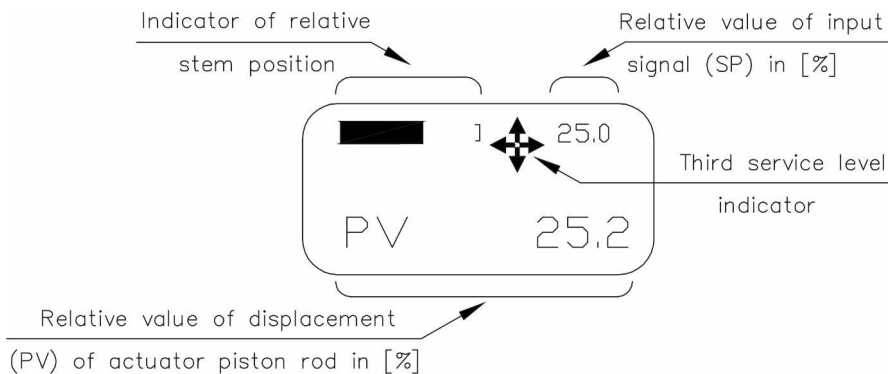 Indicator of relative
stem position
Relative value of input
signal (SP) in [%]
] 25.0
Third service level
indicator
PV 25.2
Relative value of displacement
(PV) of actuator piston rod in [%]